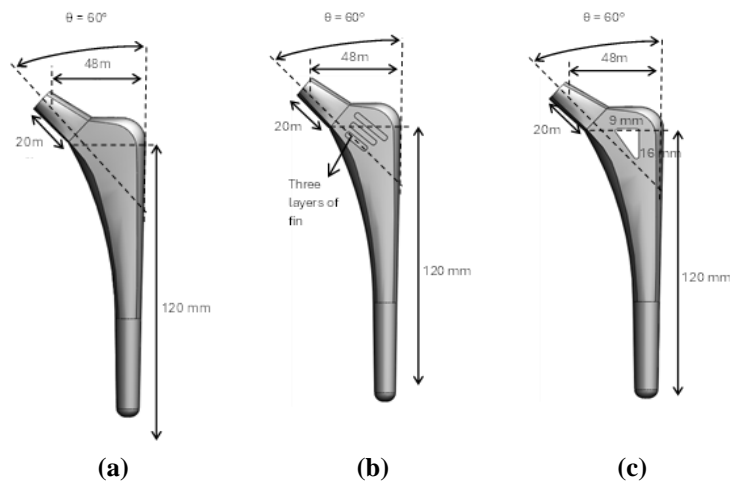 θ = 60°
48m
20m
120 mm
(a)
θ = 60°
48m
20m
Three
layers of
fin
120 mm
(b)
θ = 60°
48m
9 mm
20m
16 mm
120 mm
(c)